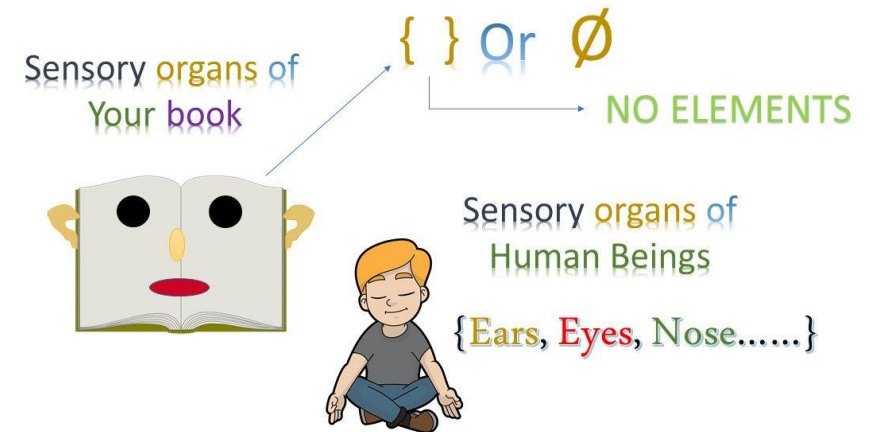 { } Or Ø
Sensory organs of
Your book
NO ELEMENTS
Sensory organs of
Human Beings
{Ears, Eyes, Nose......}